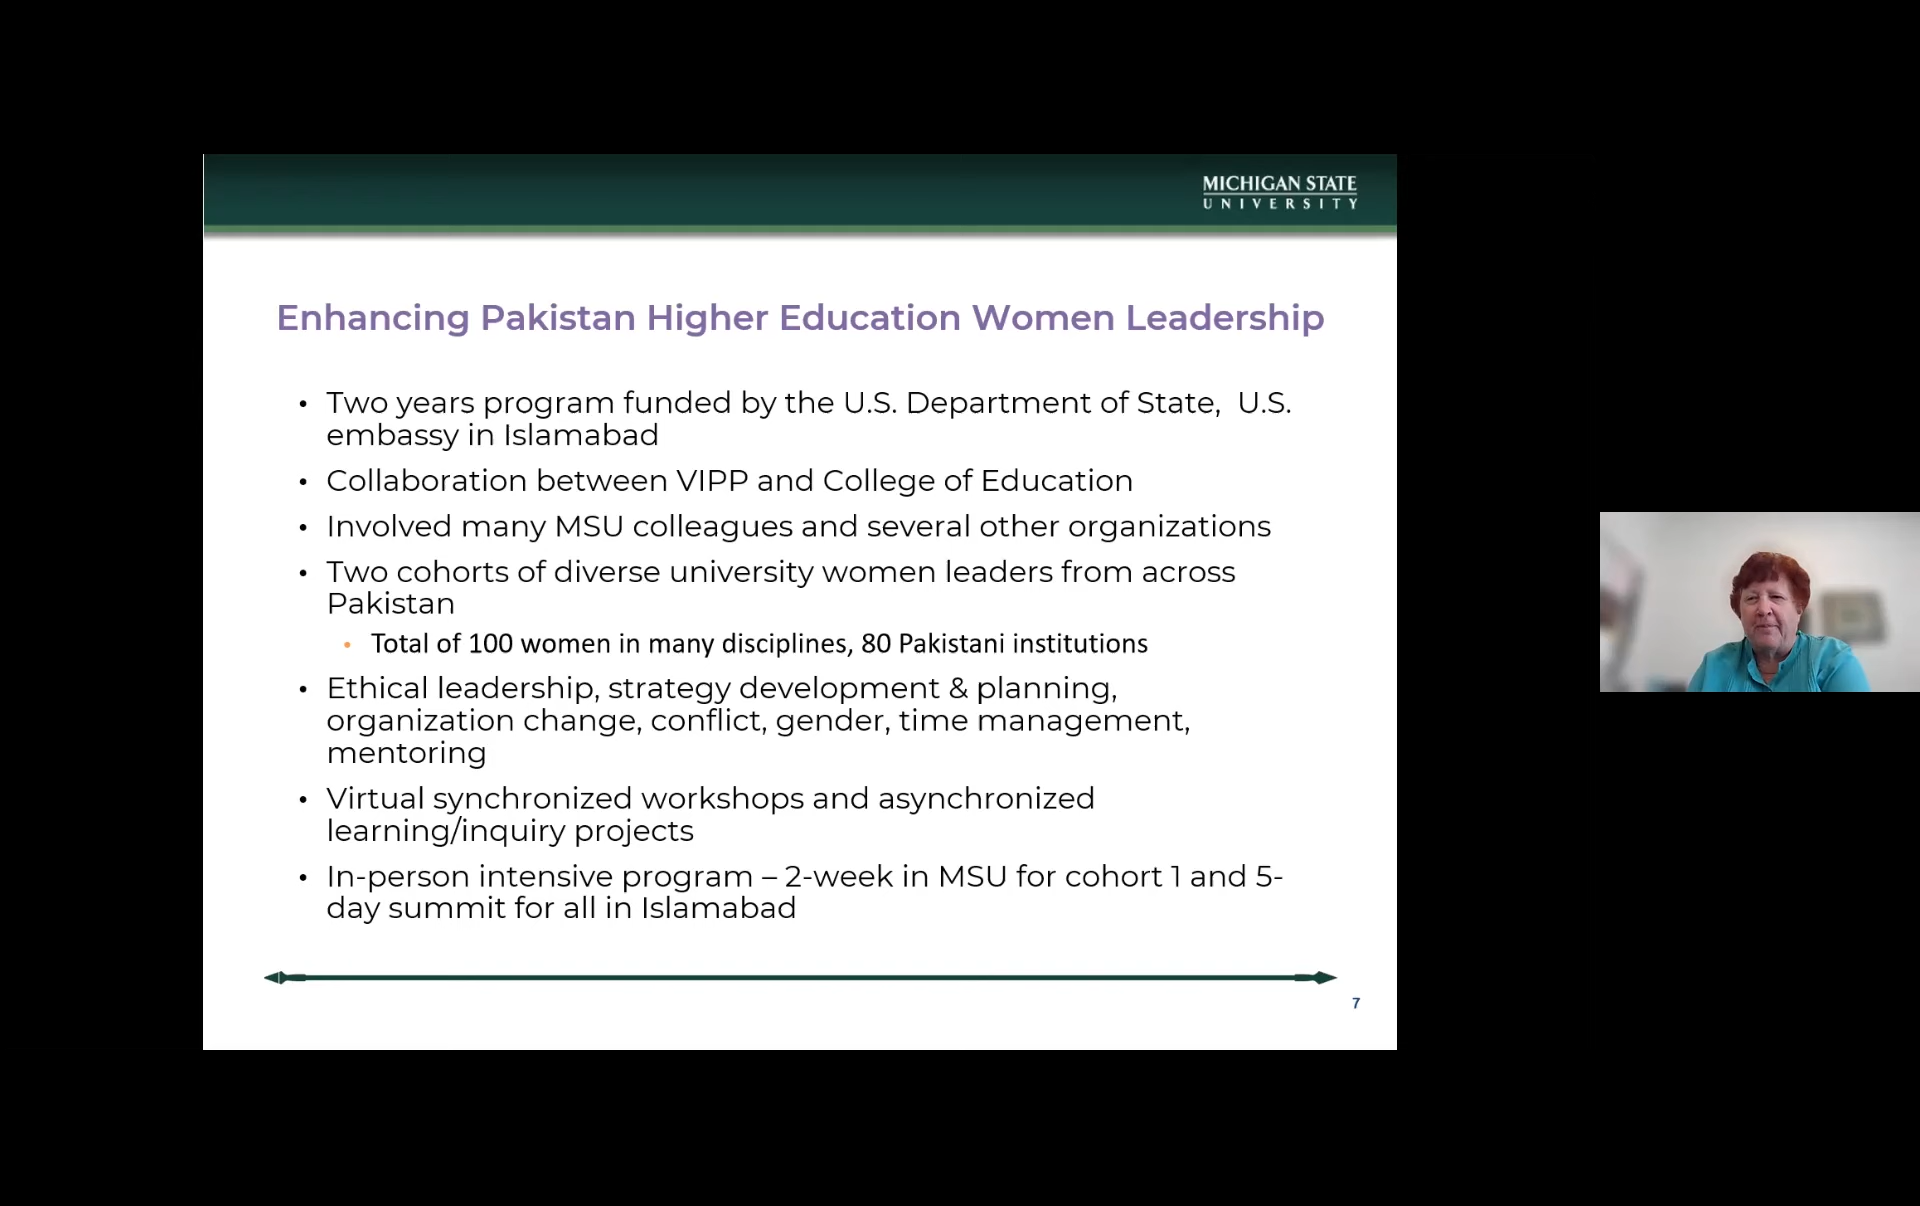 MICHIGAN STATE
UNIVERSITY
Enhancing Pakistan Higher Education Women Leadership
• Two years program funded by the U.S. Department of State,  U.S.
embassy in Islamabad
• Collaboration between VIPP and College of Education
• Involved many MSU colleagues and several other organizations
• Two cohorts of diverse university women leaders from across
Pakistan
• Total of 100 women in many disciplines, 80 Pakistani institutions
• Ethical leadership, strategy development & planning,
organization change, conflict, gender, time management,
mentoring
• Virtual synchronized workshops and asynchronized
learning/inquiry projects
• In-person intensive program – 2-week in MSU for cohort 1 and 5-
day summit for all in Islamabad
7